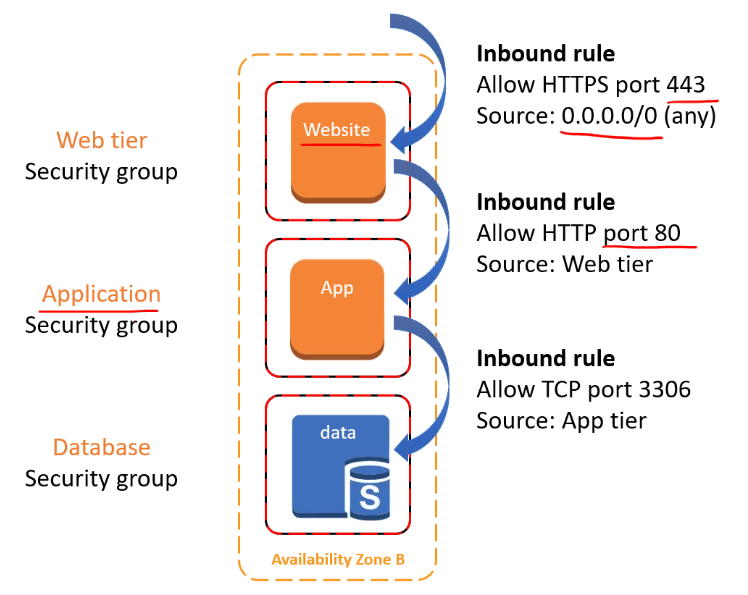 Inbound rule
Allow HTTPS port 443
Source: 0.0.0.0/0 (any)
Website
Web tier
Security group
Inbound rule
Allow HTTP port 80
Source: Web tier
App
Application
Security group
Inbound rule
Allow TCP port 3306
Source: App tier
data
S
Database
Security group
Availability Zone B